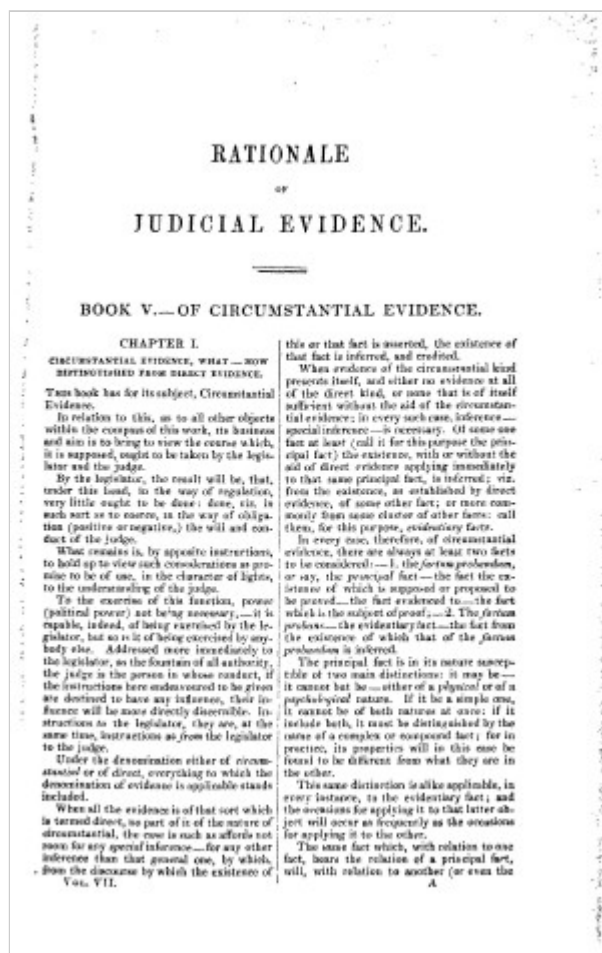 RATIONALE
OF
JUDICIAL EVIDENCE.
BOOK V.—OF CIRCUMSTANTIAL EVIDENCE.
CHAPTER I.
CIRCUMSTANTIAL EVIDENCE, WHAT — HOW
DISTINGUISHED FROM DIRECT EVIDENCE.
THIS book has for its subject, Circumstantial
Evidence.
In relation to this, as to all other objects
within the compass of this work, its business
and aim is to bring to view the course which,
it is supposed, ought to be taken by the legis-
lator and the judge.
By the legislator, the result will be, that,
under this head, in the way of regulation,
very little ought to be done: done, viz. in
such sort as to coerce, in the way of obliga-
tion (positive or negative,) the will and con-
duct of the judge.
What remains is, by apposite instructions,
to hold up to view such considerations as pro-
mise to be of use, in the character of lights,
to the understanding of the judge.
To the exercise of this function, power
(political power) not being necessary,—it is
capable, indeed, of being exercised by the le-
gislator, but so is it of being exercised by any-
body else. Addressed more immediately to
the legislator, as the fountain of all authority,
the judge is the person in whose conduct, if
the instructions here endeavoured to be given
are destined to have any influence, their in-
fluence will be more directly discernible. In-
structions to the legislator, they are, at the
same time, instructions as from the legislator
to the judge.
Under the denomination either of circum-
stantial or of direct, everything to which the
denomination of evidence is applicable stands
included.
When all the evidence is of that sort which
is termed direct, no part of it of the nature of
circumstantial, the case is such as affords not
room for any special inference—for any other
inference than that general one, by which,
from the discourse by which the existence of
VOL. VII.
this or that fact is asserted, the existence of
that fact is inferred, and credited.
When evidence of the circumstantial kind
presents itself, and either no evidence at all
of the direct kind, or none that is of itself
sufficient without the aid of the circumstan-
tial evidence; in every such case, inference—
special inference—is necessary. Of some one
fact at least (call it for this purpose the prin-
cipal fact) the existence, with or without the
aid of direct evidence applying immediately
to that same principal fact, is inferred; viz.
from the existence, as established by direct
evidence, of some other fact; or more com-
monly from some cluster of other facts: call
them, for this purpose, evidentiary facts.
In every case, therefore, of circumstantial
evidence, there are always at least two facts
to be considered:—1. the factum probandum,
or say, the principal fact—the fact the ex-
istence of which is supposed or proposed to
be proved—the fact evidenced to—the fact
which is the subject of proof,—2. The factum
probans—the evidentiary fact—the fact from
the existence of which that of the factum
probandum is inferred.
The principal fact is in its nature suscep-
tible of two main distinctions: it may be—
it cannot but be—either of a physical or of a
psychological nature. If it be a simple one,
it cannot be of both natures at once: if it
include both, it must be distinguished by the
name of a complex or compound fact; for in
practice, its properties will in this case be
found to be different from what they are in
the other.
This same distinction is alike applicable, in
every instance, to the evidentiary fact; and
the occasions for applying it to that latter ob-
ject will occur as frequently as the occasions
for applying it to the other.
The same fact which, with relation to one
fact, bears the relation of a principal fact,
will, with relation to another (or even the
A